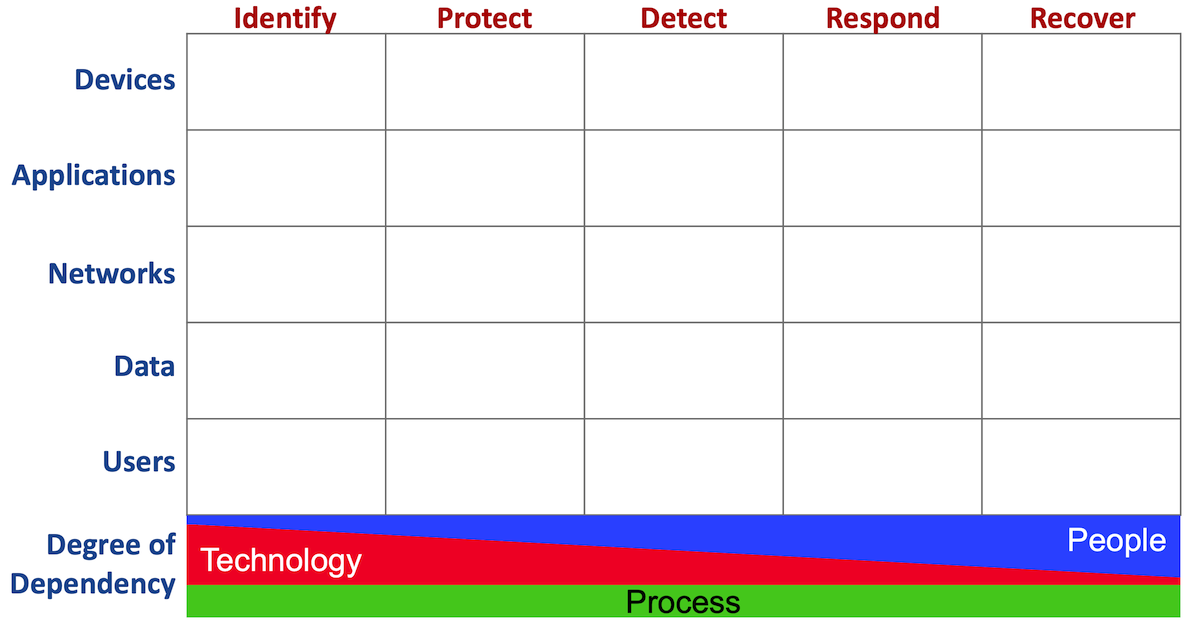 Identify Protect Detect Respond Recover
Devices
Applications
Networks
Data
Users
Degree of
Dependency
Technology
People
Process